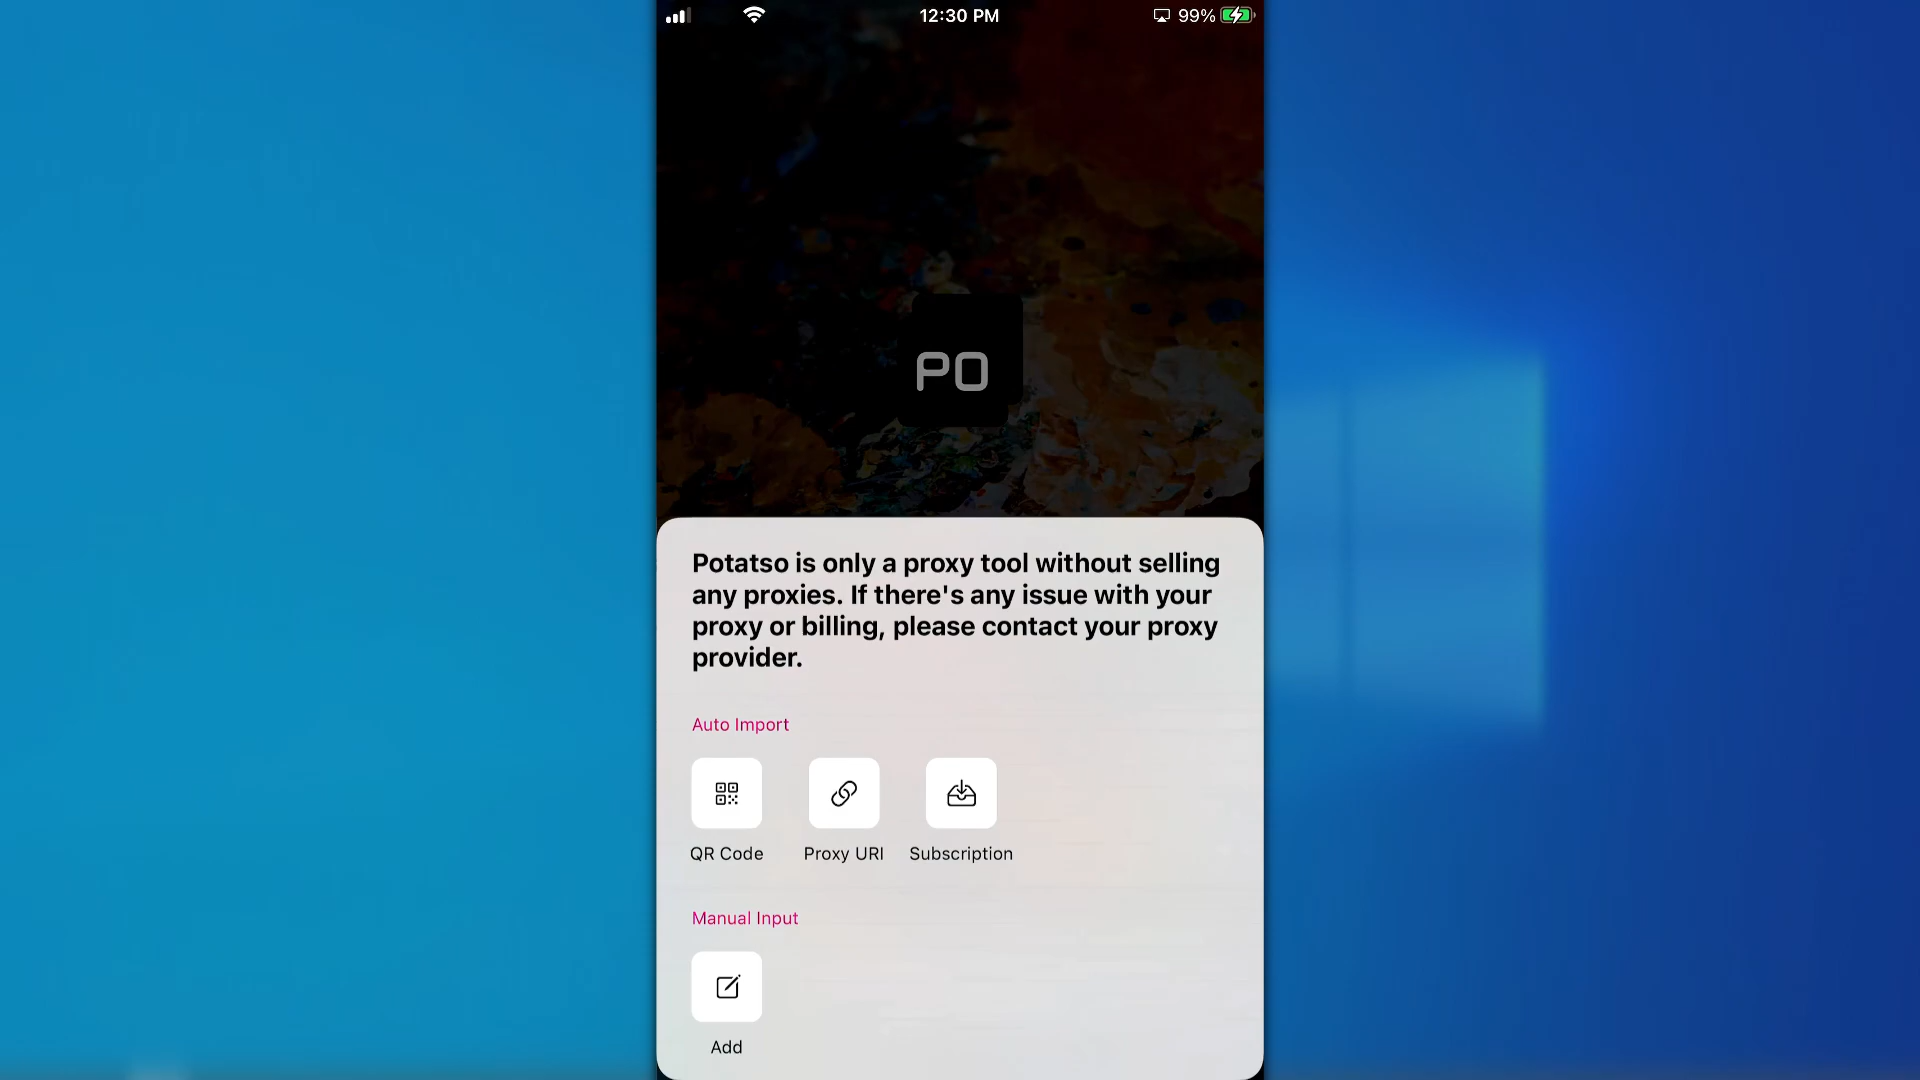 12:30 PM
99%
PO
Potatso is only a proxy tool without selling
any proxies. If there's any issue with your
proxy or billing, please contact your proxy
provider.
Auto Import
QR Code
Proxy URI
Subscription
Manual Input
Add